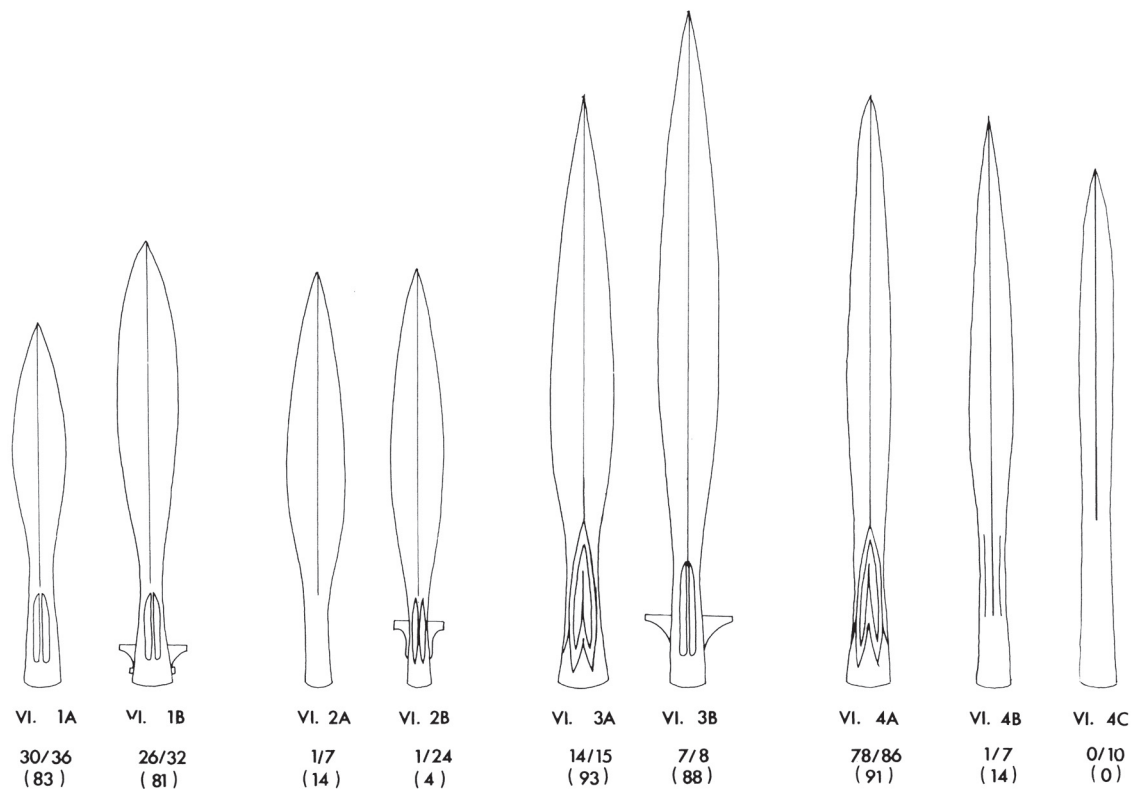 VI. 1A VI. 1B VI. 2A VI. 2B VI. 3A VI. 3B VI. 4A VI. 4B VI. 4C
30/36 26/32 1/7 1/24 14/15 7/8 78/86 1/7 0/10
(83) (81) (14) (4) (93) (88) (91) (14) (0)